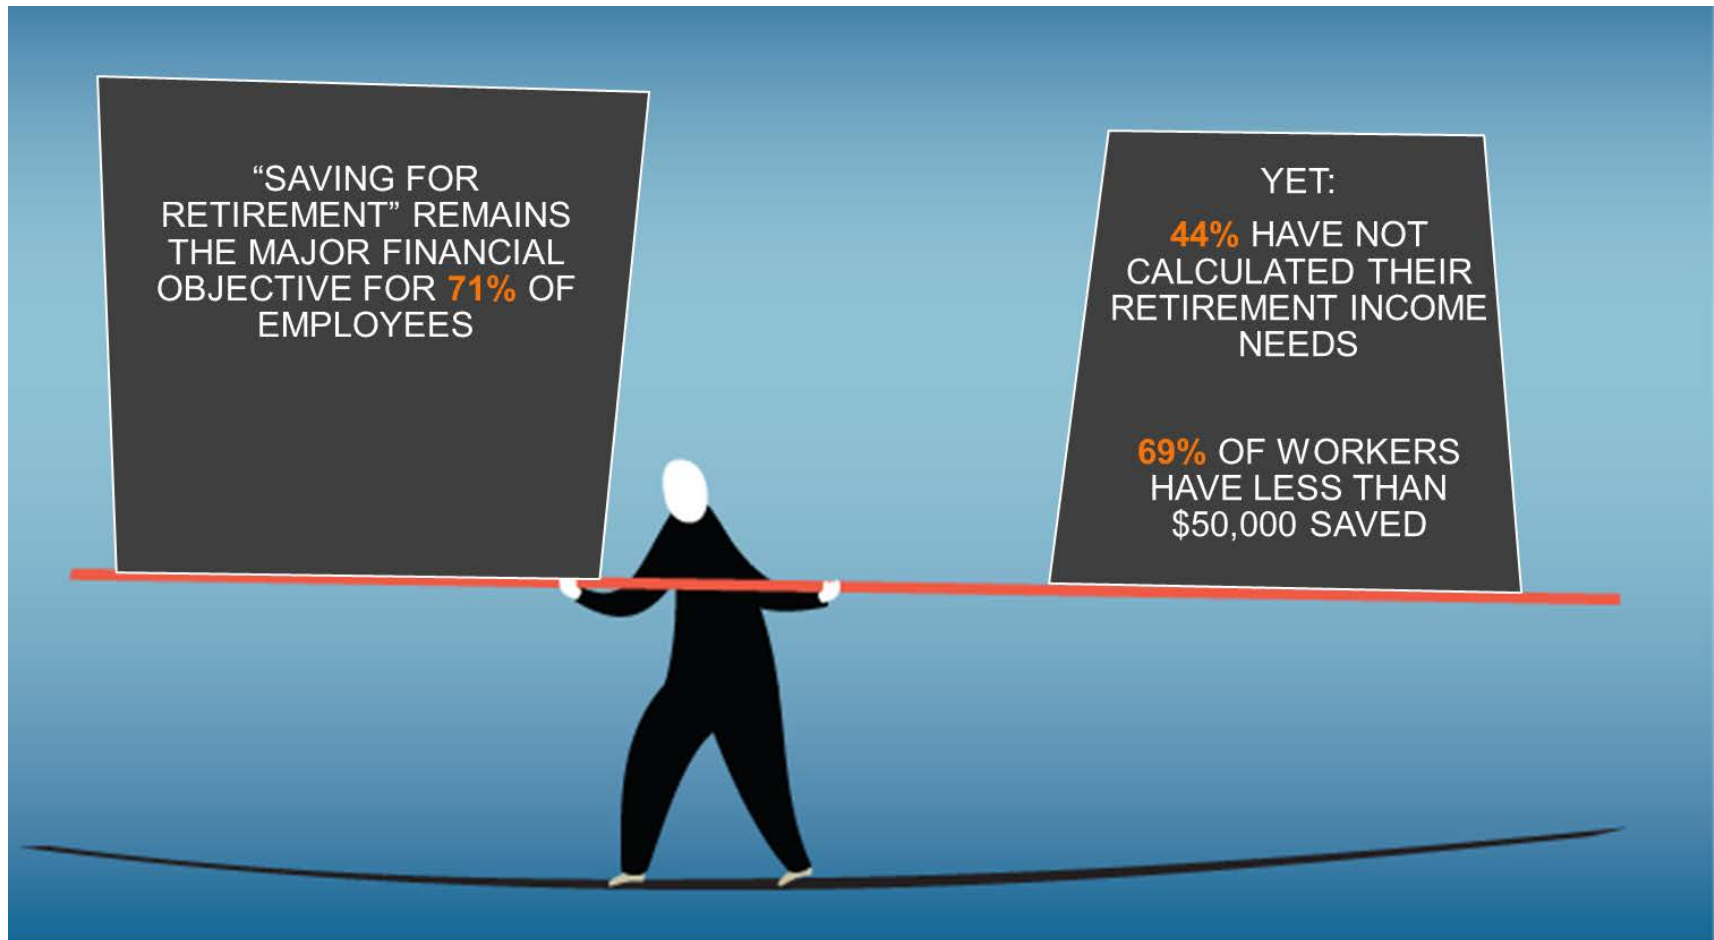 “SAVING FOR
RETIREMENT” REMAINS
THE MAJOR FINANCIAL
OBJECTIVE FOR 71% OF
EMPLOYEES
YET:
44% HAVE NOT
CALCULATED THEIR
RETIREMENT INCOME
NEEDS
69% OF WORKERS
HAVE LESS THAN
$50,000 SAVED